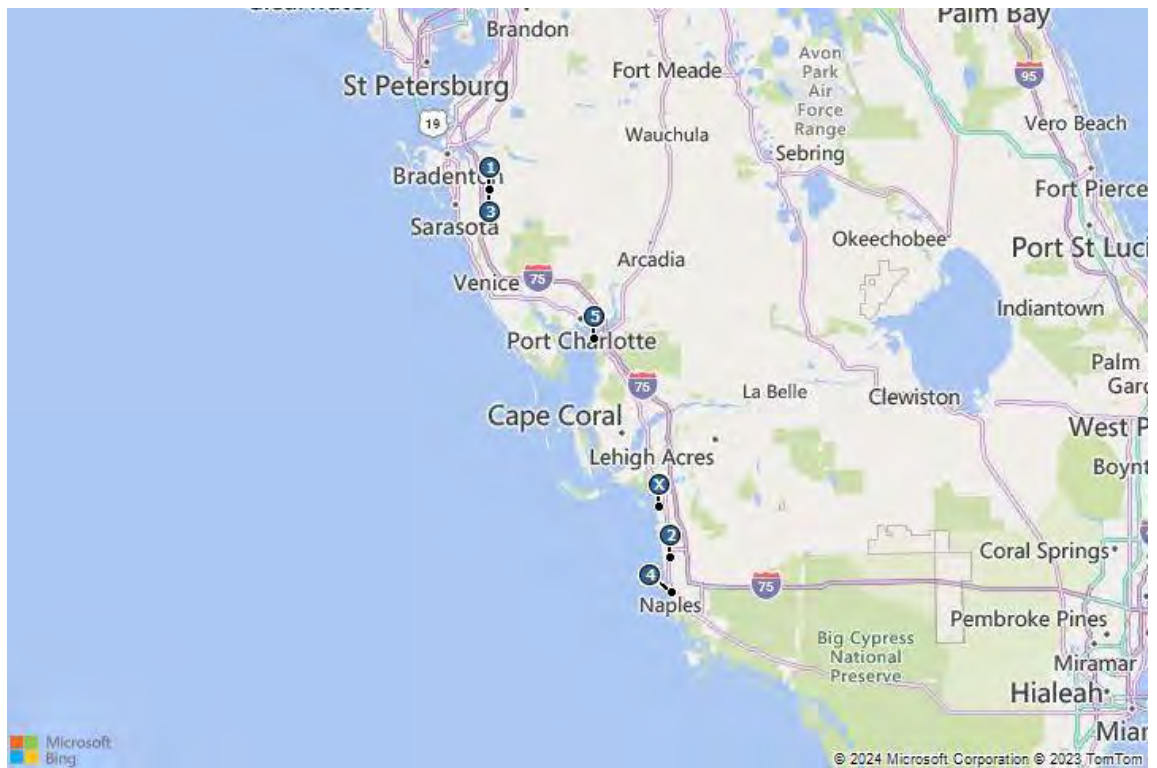 Palm Bay
Brandon
Avon
Park
Air
Force
Range
Fort Meade
95
St Petersburg
19
Vero Beach
Wauchula
Sebring
1
Bradenton
Fort Pierce
3
Sarasota
Okeechobee
Port St Luci
Arcadia
75
Venice
Indiantown
5
Port Charlotte
Palm
Gard
75
La Belle
Clewiston
Cape Coral
West P
Lehigh Acres
Boynt
X
2
Coral Springs
4
75
Naples
Pembroke Pines
Big Cypress
National
Preserve
Miramar
Hialeah
Miar
Microsoft
Bing
© 2024 Microsoft Corporation © 2023 TomTom